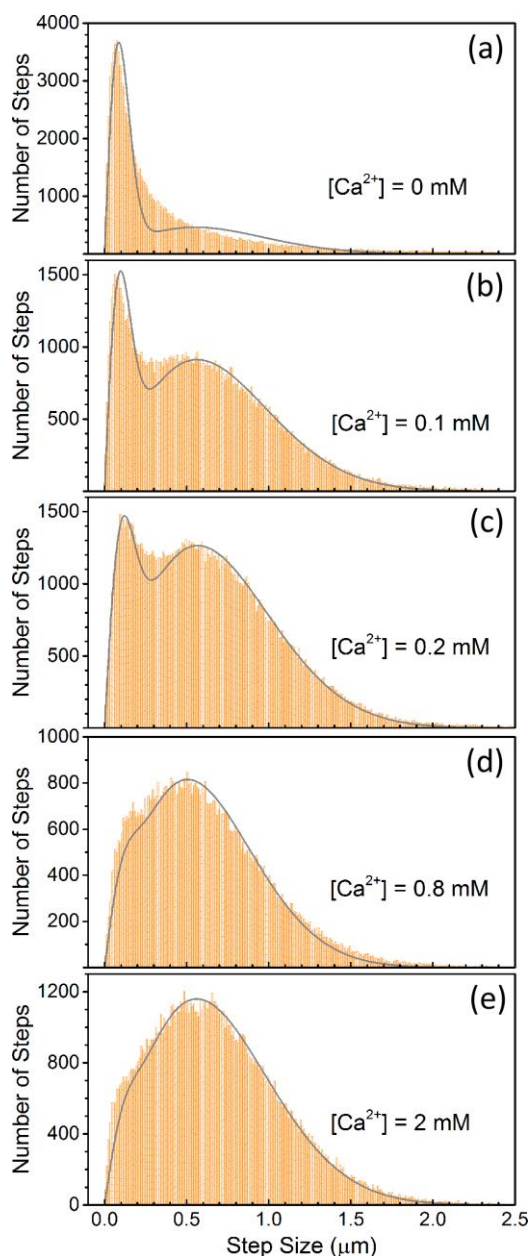 (a)
4000
3000
2000
1000
Number of Steps
[Ca²⁺] = 0 mM
(b)
1500
1000
500
Number of Steps
[Ca²⁺] = 0.1 mM
(c)
1500
1000
500
Number of Steps
[Ca²⁺] = 0.2 mM
(d)
1000
800
600
400
200
Number of Steps
[Ca²⁺] = 0.8 mM
(e)
1200
800
400
0
Number of Steps
[Ca²⁺] = 2 mM
0.0 0.5 1.0 1.5 2.0 2.5
Step Size (μm)